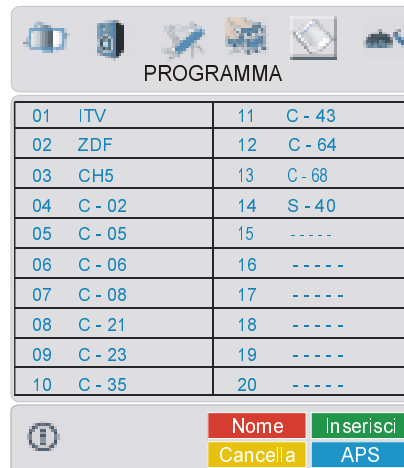 PROGRAMMA
01 ITV 11 C - 43
02 ZDF 12 C - 64
03 CH5 13 C - 68
04 C - 02 14 S - 40
05 C - 05 15 - - - - -
06 C - 06 16 - - - - -
07 C - 08 17 - - - - -
08 C - 21 18 - - - - -
09 C - 23 19 - - - - -
10 C - 35 20 - - - - -
Nome Inserisci
Cancella APS